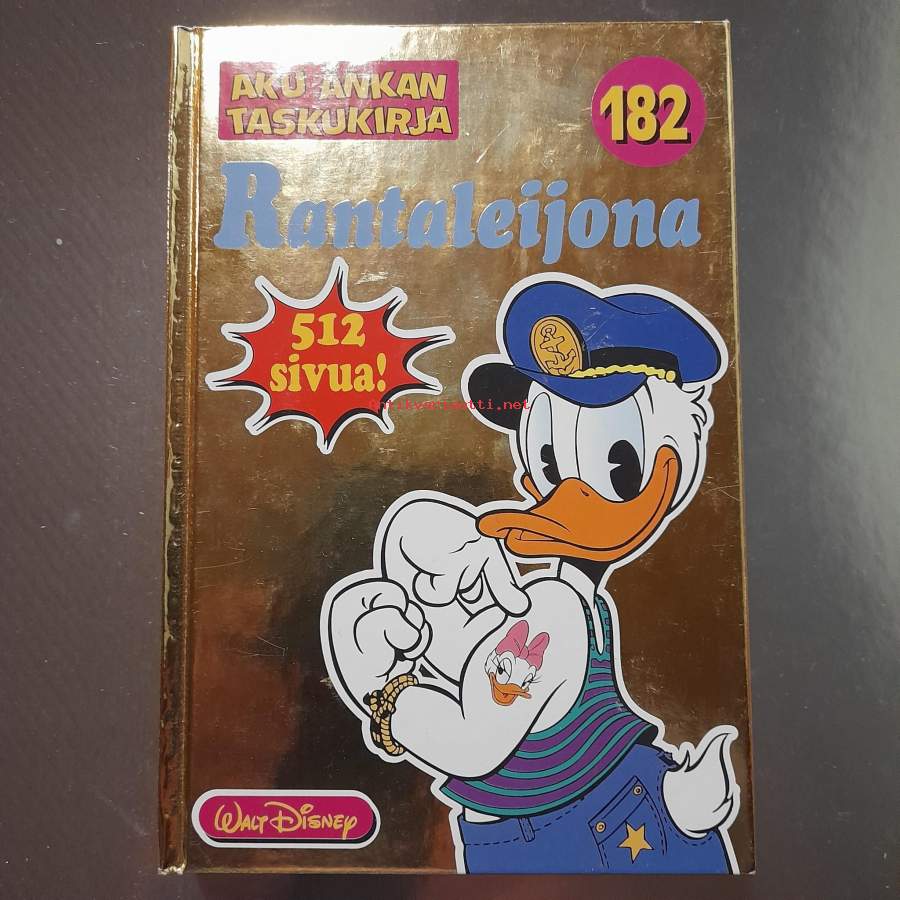 AKU ANKAN
TASKUKIRJA
182
Rantaleijona
512
sivua!
antikvariaatti.net
WALT DISNEY